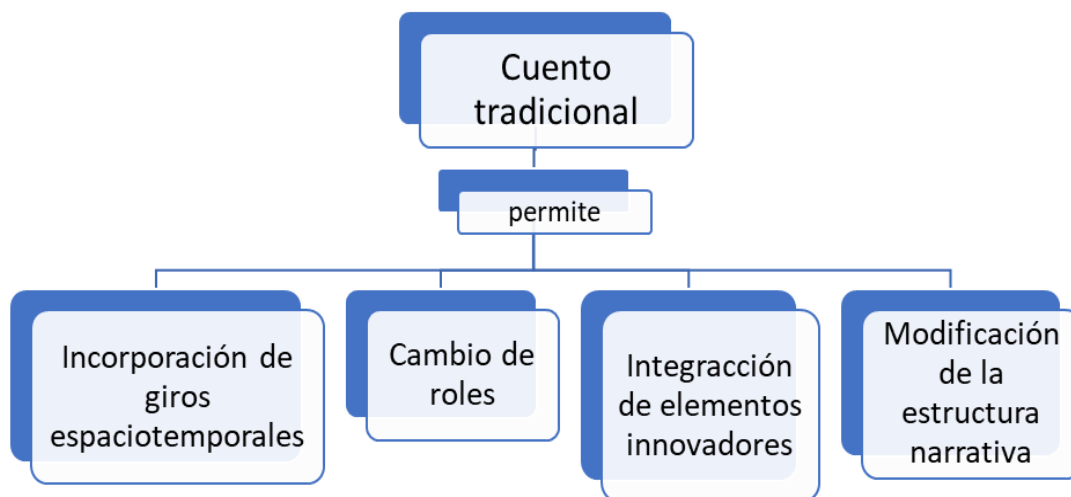 Cuento
tradicional
permite
Incorporación de
giros
espaciotemporales
Cambio de
roles
Integracción
de elementos
innovadores
Modificación
de la
estructura
narrativa